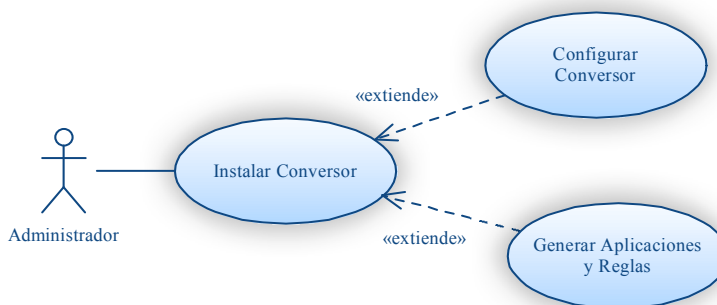 Configurar
Conversor
«extiende»
Instalar Conversor
Administrador
«extiende»
Generar Aplicaciones
y Reglas